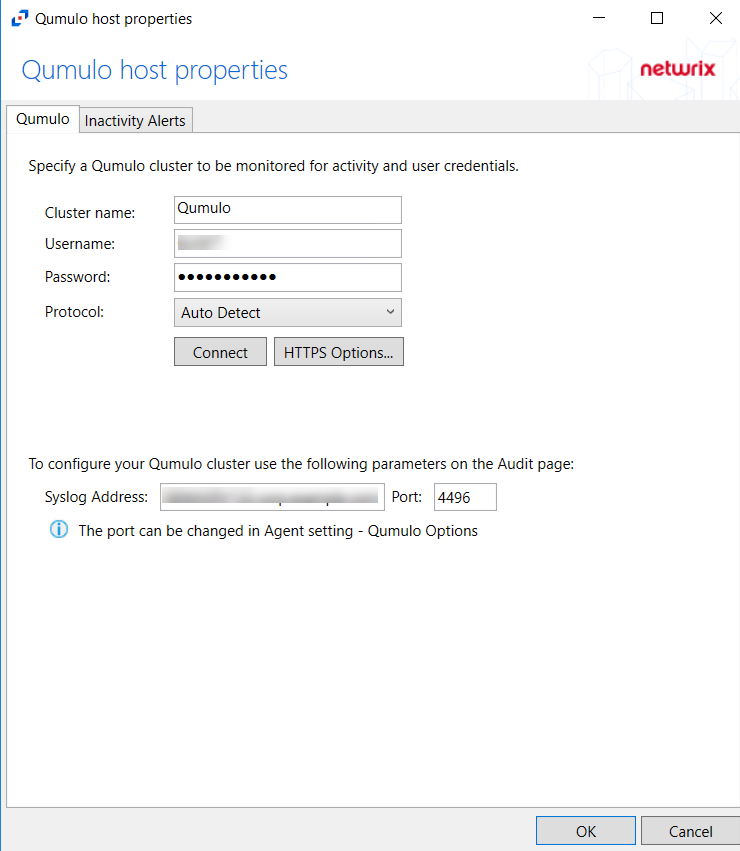 Qumulo host properties
Qumulo host properties
netwrix
Qumulo
Inactivity Alerts
Specify a Qumulo cluster to be monitored for activity and user credentials.
Cluster name: Qumulo
Username:
Password: ●●●●●●●●●●●
Protocol: Auto Detect
Connect
HTTPS Options...
To configure your Qumulo cluster use the following parameters on the Audit page:
Syslog Address:
Port: 4496
The port can be changed in Agent setting - Qumulo Options
OK
Cancel